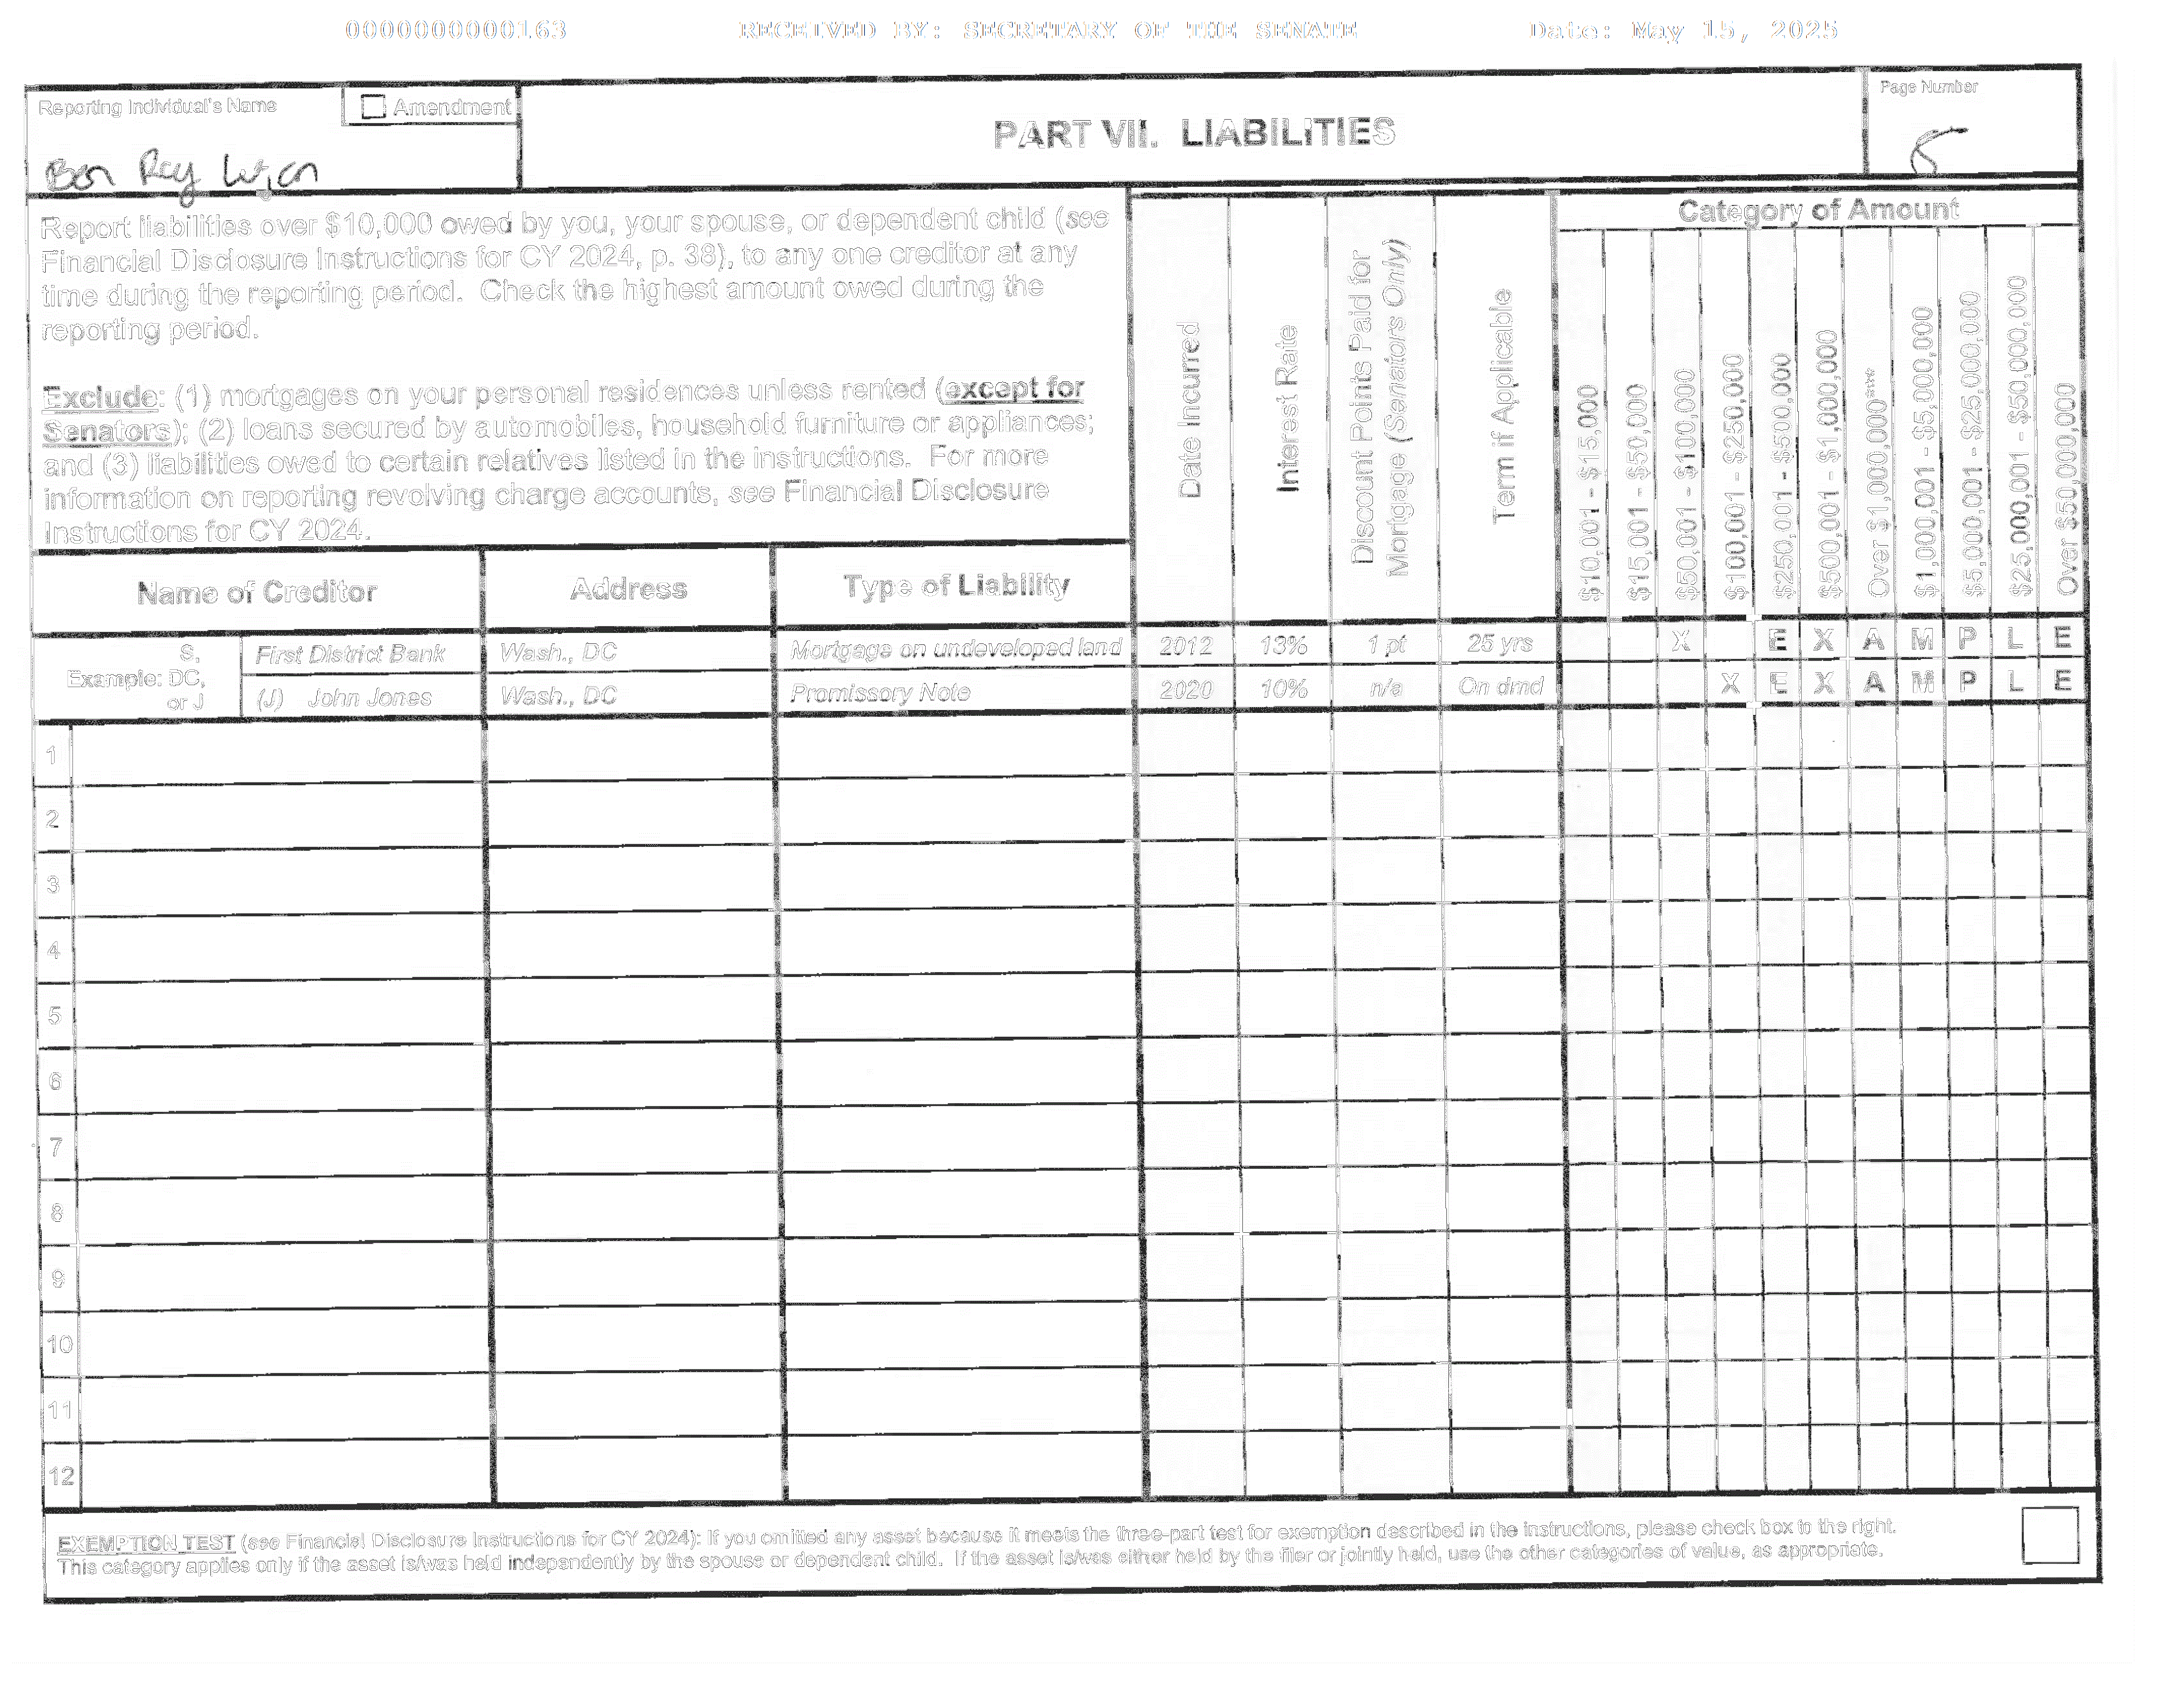 0000000000163 RECEIVED BY: SECRETARY OF THE SENATE Date: May 15, 2025
Reporting Individual's Name
Amendment
Ben Ray Lujan
PART VII. LIABILITIES
Page Number
5
Report liabilities over $10,000 owed by you, your spouse, or dependent child (see
Financial Disclosure Instructions for CY 2024, p. 38), to any one creditor at any
time during the reporting period. Check the highest amount owed during the
reporting period.
Exclude: (1) mortgages on your personal residences unless rented (except for
Senators); (2) loans secured by automobiles, household furniture or appliances;
and (3) liabilities owed to certain relatives listed in the instructions. For more
information on reporting revolving charge accounts, see Financial Disclosure
Instructions for CY 2024.
Date Incurred
Interest Rate
Discount Points Paid for
Mortgage (Senators Only)
Term if Applicable
Category of Amount
$10,001 - $15,000
$15,001 - $50,000
$50,001 - $100,000
$100,001 - $250,000
$250,001 - $500,000
$500,001 - $1,000,000
Over $1,000,000***
$1,000,001 - $5,000,000
$5,000,001 - $25,000,000
$25,000,001 - $50,000,000
Over $50,000,000
Name of Creditor Address Type of Liability
Example: S, DC, or J
First District Bank Wash., DC Mortgage on undeveloped land 2012 13% 1 pt 25 yrs X E X A M P L E
(J) John Jones Wash., DC Promissory Note 2020 10% n/a On dmd X E X A M P L E
1
2
3
4
5
6
7
8
9
10
11
12
EXEMPTION TEST (see Financial Disclosure Instructions for CY 2024): If you omitted any asset because it meets the three-part test for exemption described in the instructions, please check box to the right.
This category applies only if the asset is/was held independently by the spouse or dependent child. If the asset is/was either held by the filer or jointly held, use the other categories of value, as appropriate.